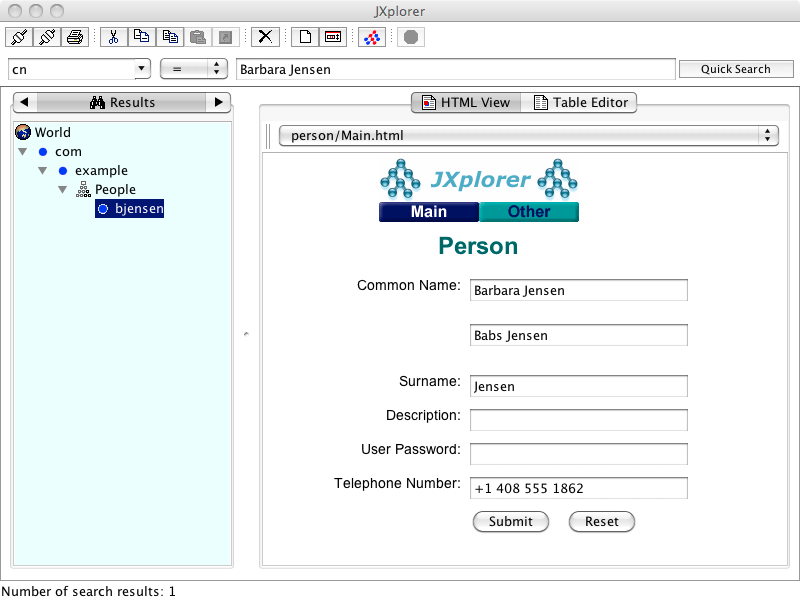 JXplorer
cn = Barbara Jensen Quick Search
Results
World
com
example
People
bjensen
HTML View Table Editor
person/Main.html
JXplorer
Main Other
Person
Common Name: Barbara Jensen
Babs Jensen
Surname: Jensen
Description:
User Password:
Telephone Number: +1 408 555 1862
Submit Reset
Number of search results: 1